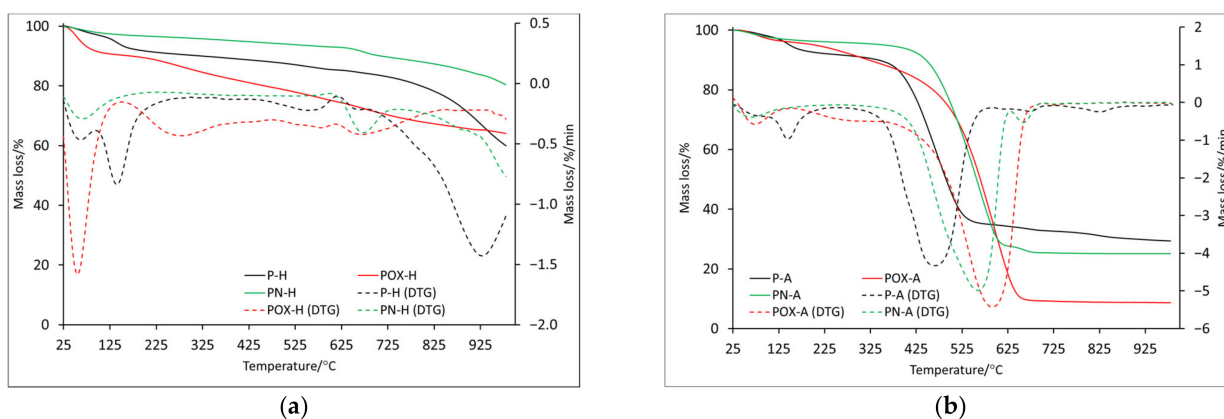 100
80
60
40
20
0
Mass loss/%
0.5
0.0
−0.5
−1.0
−1.5
−2.0
Mass loss/ %/min
P-H
POX-H
PN-H
P-H (DTG)
POX-H (DTG)
PN-H (DTG)
25 125 225 325 425 525 625 725 825 925
Temperature/°C
(a)
100
80
60
40
20
0
Mass loss/%
2
1
0
−1
−2
−3
−4
−5
−6
Mass loss/ %/min
P-A
POX-A
PN-A
P-A (DTG)
POX-A (DTG)
PN-A (DTG)
25 125 225 325 425 525 625 725 825 925
Temperature/°C
(b)